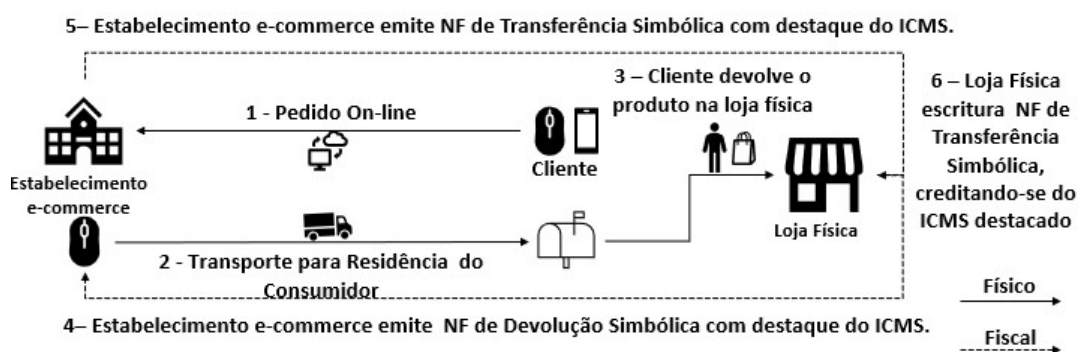 5– Estabelecimento e-commerce emite NF de Transferência Simbólica com destaque do ICMS.
3 – Cliente devolve o
produto na loja física
6 – Loja Física
escritura NF de
Transferência
Simbólica,
creditando-se do
ICMS destacado
1 - Pedido On-line
Cliente
Estabelecimento
e-commerce
Loja Física
2 - Transporte para Residência do
Consumidor
Físico
4– Estabelecimento e-commerce emite NF de Devolução Simbólica com destaque do ICMS.
Fiscal